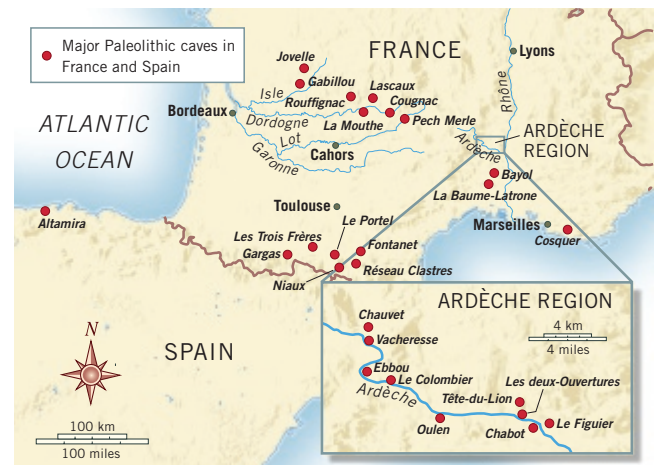 Major Paleolithic caves in
France and Spain
FRANCE
Lyons
Jovelle
Gabillou
Isle
Lascaux
Rouffignac
Cougnac
Rhône
Bordeaux
Dordogne
La Mouthe
Pech Merle
ATLANTIC
OCEAN
Lot
Cahors
Garonne
Ardèche
ARDÈCHE
REGION
Bayol
La Baume-Latrone
Toulouse
Altamira
Le Portel
Marseilles
Cosquer
Les Trois Frères
Fontanet
Gargas
Réseau Clastres
Niaux
ARDÈCHE REGION
Chauvet
4 km
4 miles
Vacheresse
N
SPAIN
Ebbou
Le Colombier
Ardèche
Les deux-Ouvertures
Tête-du-Lion
Oulen
Chabot
Le Figuier
100 km
100 miles